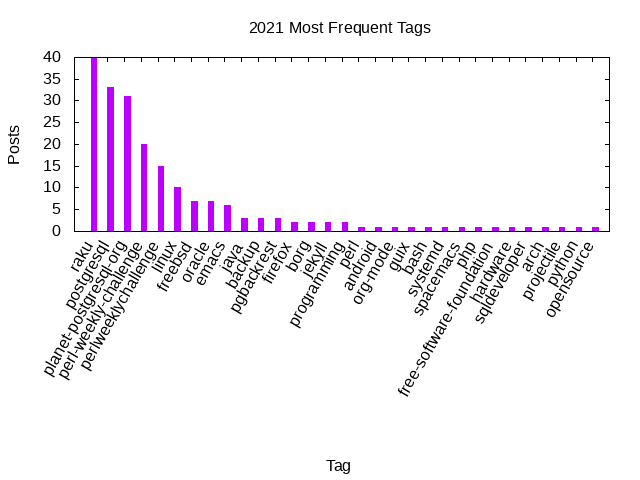 2021 Most Frequent Tags
Posts
40
35
30
25
20
15
10
5
0
raku
postgresql
planet-postgresql-org
perl-weekly-challenge
perlweeklychallenge
linux
freebsd
oracle
emacs
java
backup
pgbackrest
firefox
borg
jekyll
programming
perl
android
org-mode
guix
bash
systemd
spacemacs
php
free-software-foundation
hardware
sqldeveloper
arch
projectile
python
opensource
Tag